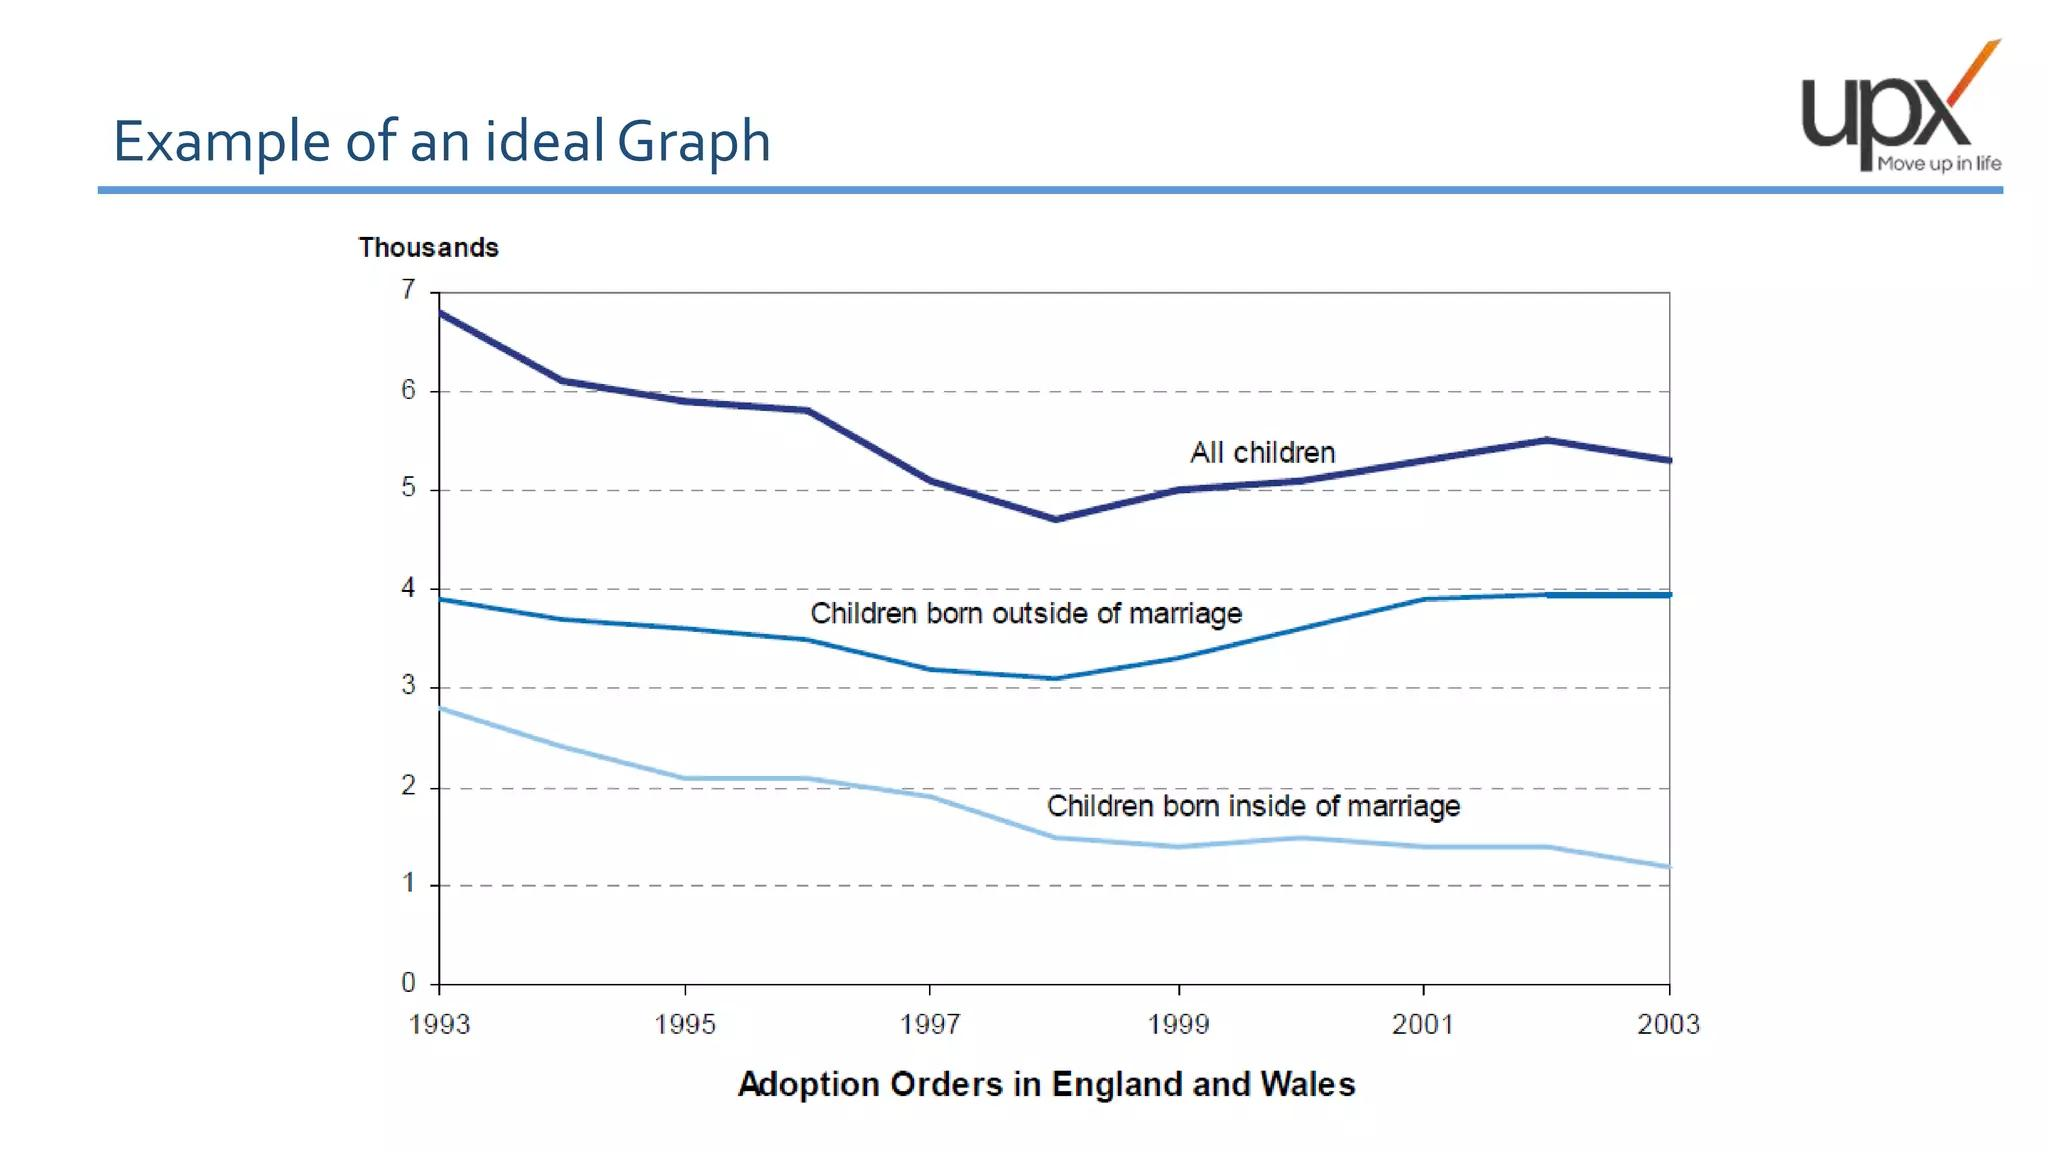 upx
Move up in life
Example of an ideal Graph
Thousands
7
6
All children
5
4
Children born outside of marriage
3
2
Children born inside of marriage
1
0
1993 1995 1997 1999 2001 2003
Adoption Orders in England and Wales